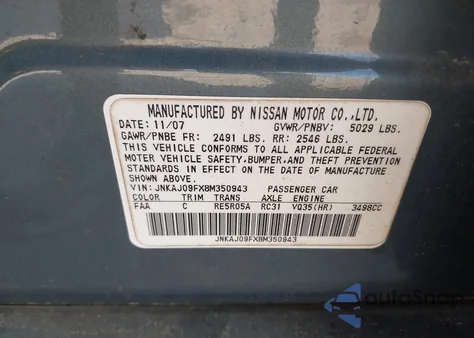 MANUFACTURED BY NISSAN MOTOR CO.,LTD.
DATE: 11/07 GVWR/PNBV: 5029 LBS.
GAWR/PNBE FR: 2491 LBS. RR: 2546 LBS.
THIS VEHICLE CONFORMS TO ALL APPLICABLE FEDERAL
MOTOR VEHICLE SAFETY, BUMPER, AND THEFT PREVENTION
STANDARDS IN EFFECT ON THE DATE OF MANUFACTURE
SHOWN ABOVE.
VIN: JNKAJ09FX8M350943 PASSENGER CAR
COLOR TRIM TRANS AXLE ENGINE
FAA C RE5R05A RC31 VQ35(HR) 3498CC
JNKAJ09FX8M350943
AutoSnap